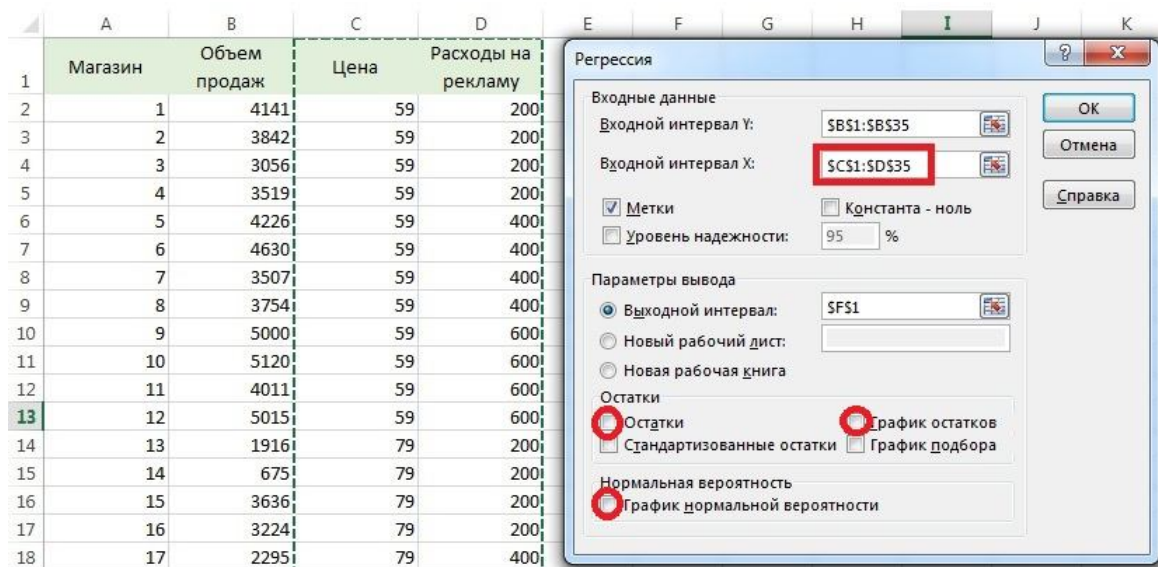 A B C D E F G H I J K
1 Магазин Объем продаж Цена Расходы на рекламу
2 1 4141 59 200
3 2 3842 59 200
4 3 3056 59 200
5 4 3519 59 200
6 5 4226 59 400
7 6 4630 59 400
8 7 3507 59 400
9 8 3754 59 400
10 9 5000 59 600
11 10 5120 59 600
12 11 4011 59 600
13 12 5015 59 600
14 13 1916 79 200
15 14 675 79 200
16 15 3636 79 200
17 16 3224 79 200
18 17 2295 79 400
Регрессия
? X
Входные данные
Входной интервал Y: $B$1:$B$35
Входной интервал X: $C$1:$D$35
Метки Константа - ноль
Уровень надежности: 95 %
ОК
Отмена
Справка
Параметры вывода
Выходной интервал: $F$1
Новый рабочий лист:
Новая рабочая книга
Остатки
Остатки График остатков
Стандартизованные остатки График подбора
Нормальная вероятность
График нормальной вероятности